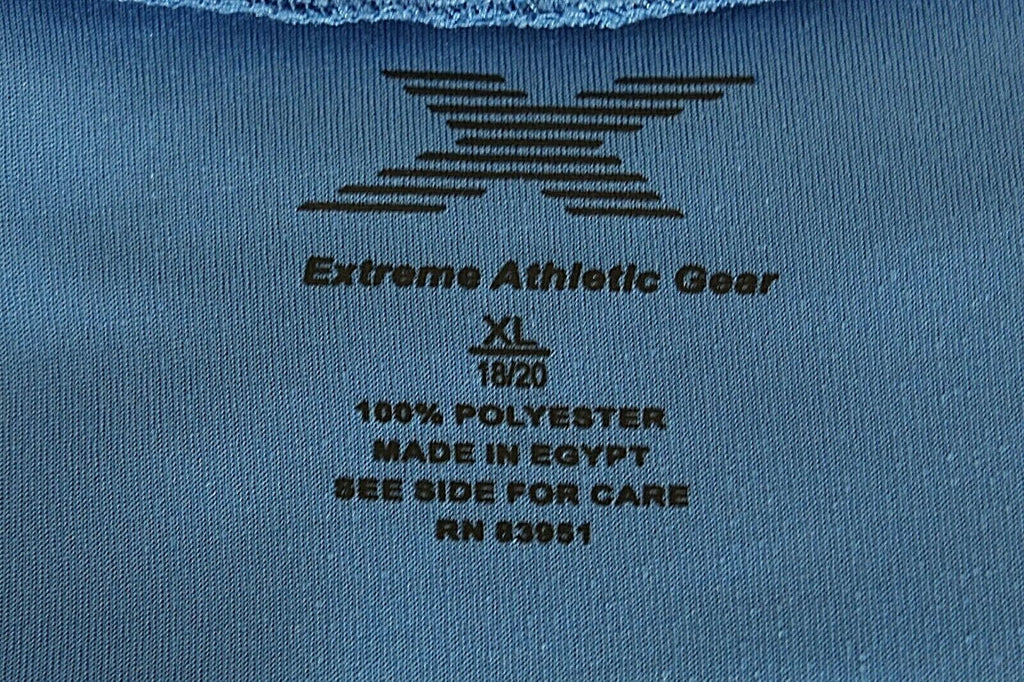 Extreme Athletic Gear
XL
18/20
100% POLYESTER
MADE IN EGYPT
SEE SIDE FOR CARE
RN 83951